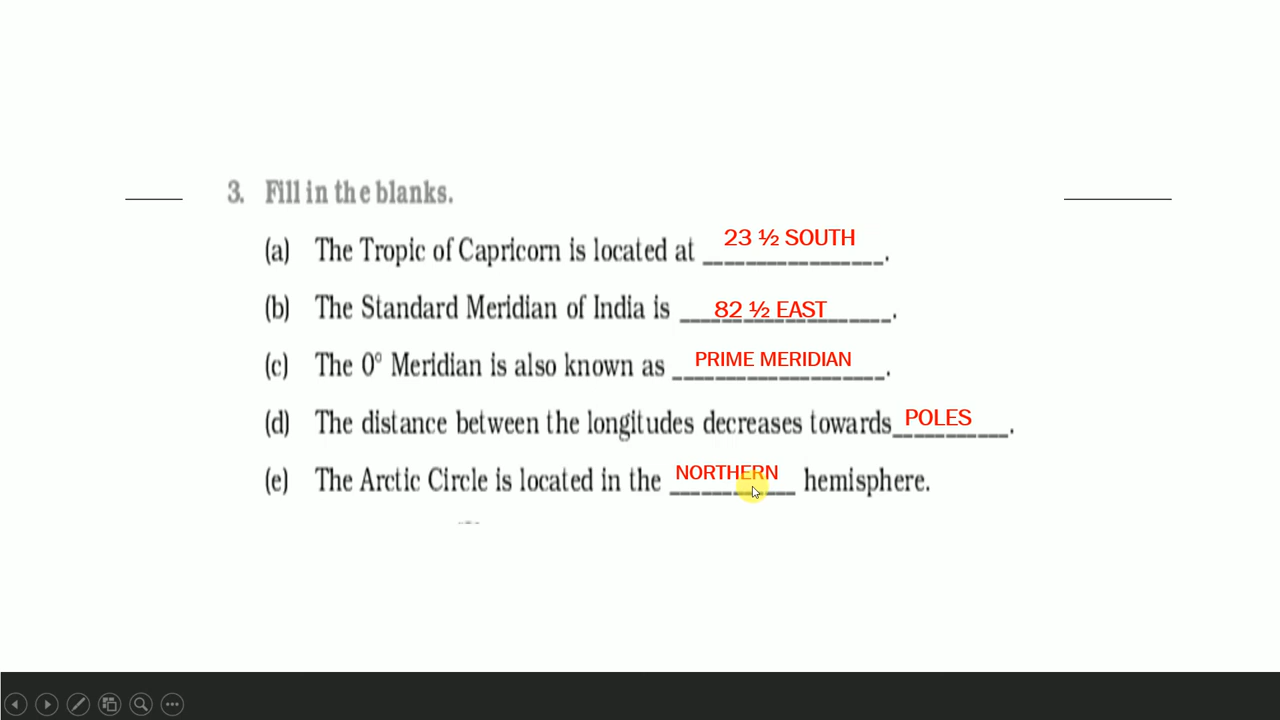 3. Fill in the blanks.
(a) The Tropic of Capricorn is located at 23 ½ SOUTH.
(b) The Standard Meridian of India is 82 ½ EAST.
(c) The 0° Meridian is also known as PRIME MERIDIAN.
(d) The distance between the longitudes decreases towards POLES.
(e) The Arctic Circle is located in the NORTHERN hemisphere.